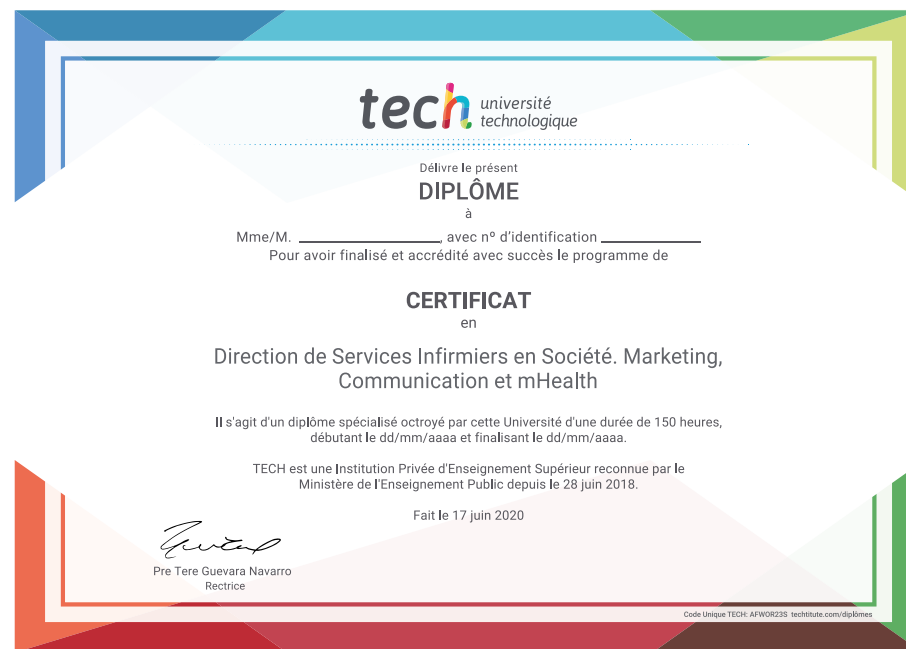 tech université
technologique
Délivre le présent
DIPLÔME
à
Mme/M. , avec nº d'identification
Pour avoir finalisé et accrédité avec succès le programme de
CERTIFICAT
en
Direction de Services Infirmiers en Société. Marketing,
Communication et mHealth
Il s'agit d'un diplôme spécialisé octroyé par cette Université d'une durée de 150 heures,
débutant le dd/mm/aaaa et finalisant le dd/mm/aaaa.
TECH est une Institution Privée d'Enseignement Supérieur reconnue par le
Ministère de l'Enseignement Public depuis le 28 juin 2018.
Fait le 17 juin 2020
Pre Tere Guevara Navarro
Rectrice
Code Unique TECH: AFWOR23S techtitute.com/diplômes